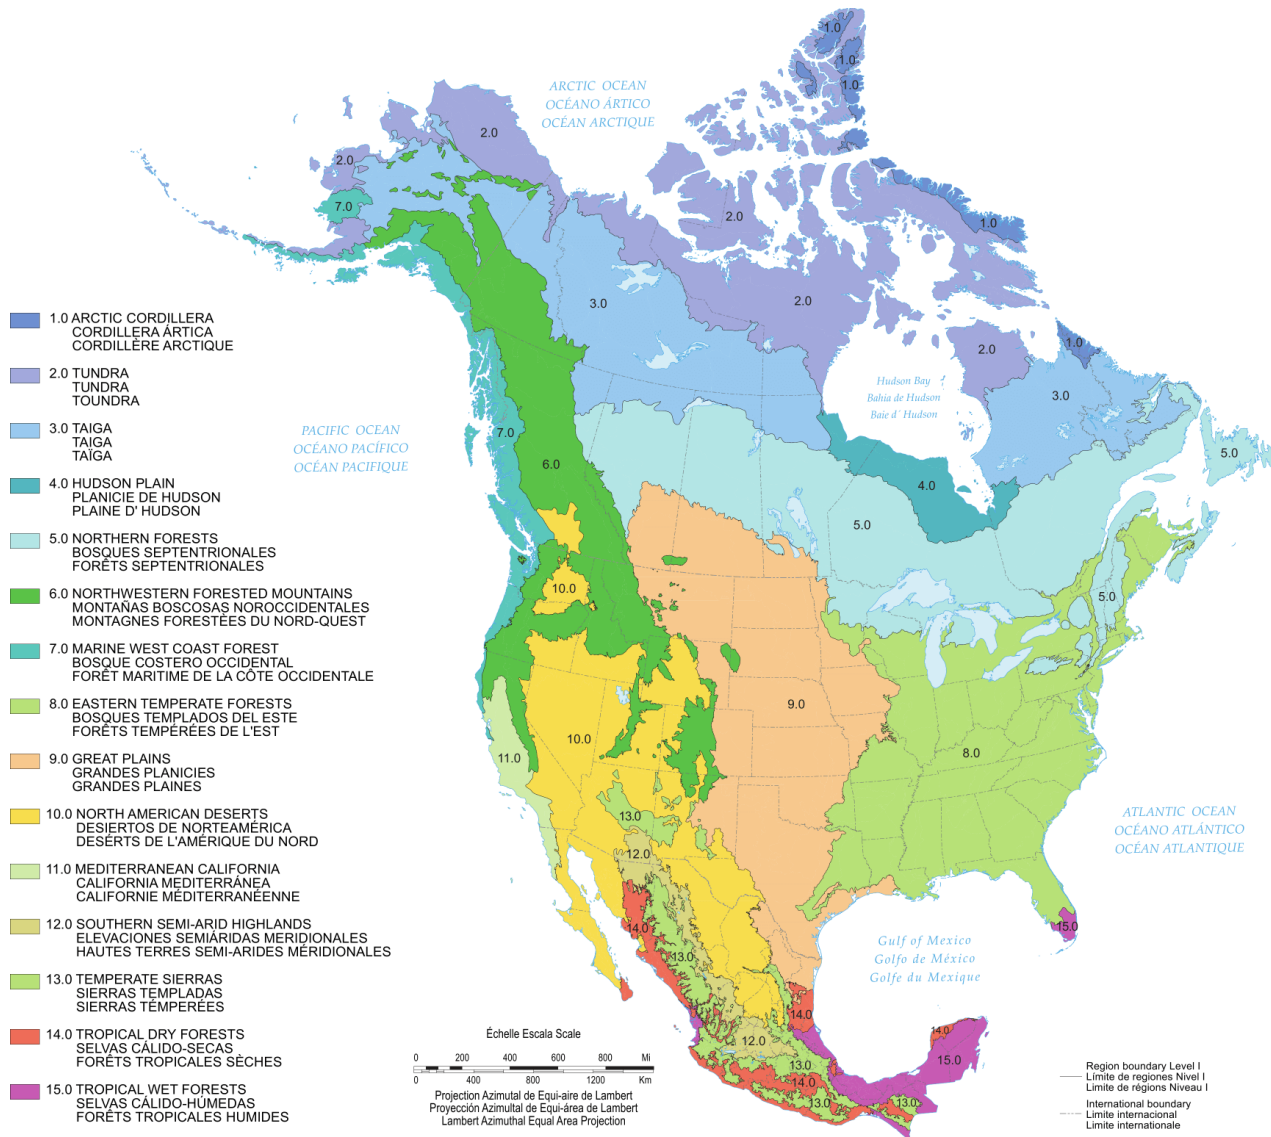 ARCTIC OCEAN
OCÉANO ÁRTICO
OCÉAN ARCTIQUE
1.0
1.0
1.0
2.0
2.0
7.0
2.0
1.0
3.0
2.0
2.0
1.0
3.0
Hudson Bay
Bahia de Hudson
Baie d´ Hudson
PACIFIC OCEAN
OCÉANO PACÍFICO
OCÉAN PACIFIQUE
7.0
6.0
5.0
4.0
5.0
10.0
5.0
9.0
10.0
8.0
11.0
13.0
12.0
14.0
13.0
15.0
ATLANTIC OCEAN
OCÉANO ATLÁNTICO
OCÉAN ATLANTIQUE
Gulf of Mexico
Golfo de México
Golfe du Mexique
14.0
12.0
13.0
14.0
13.0
14.0
15.0
13.0
1.0 ARCTIC CORDILLERA
CORDILLERA ÁRTICA
CORDILLÈRE ARCTIQUE
2.0 TUNDRA
TUNDRA
TOUNDRA
3.0 TAIGA
TAIGA
TAÏGA
4.0 HUDSON PLAIN
PLANICIE DE HUDSON
PLAINE D' HUDSON
5.0 NORTHERN FORESTS
BOSQUES SEPTENTRIONALES
FORÊTS SEPTENTRIONALES
6.0 NORTHWESTERN FORESTED MOUNTAINS
MONTAÑAS BOSCOSAS NOROCCIDENTALES
MONTAGNES FORESTÈES DU NORD-QUEST
7.0 MARINE WEST COAST FOREST
BOSQUE COSTERO OCCIDENTAL
FORÊT MARITIME DE LA CÔTE OCCIDENTALE
8.0 EASTERN TEMPERATE FORESTS
BOSQUES TEMPLADOS DEL ESTE
FORÊTS TEMPÉRÉES DE L'EST
9.0 GREAT PLAINS
GRANDES PLANICIES
GRANDES PLAINES
10.0 NORTH AMERICAN DESERTS
DESIERTOS DE NORTEAMÉRICA
DÉSERTS DE L'AMÉRIQUE DU NORD
11.0 MEDITERRANEAN CALIFORNIA
CALIFORNIA MEDITERRÁNEA
CALIFORNIE MÉDITERRANÉENNE
12.0 SOUTHERN SEMI-ARID HIGHLANDS
ELEVACIONES SEMIÁRIDAS MERIDIONALES
HAUTES TERRES SEMI-ARIDES MÉRIDIONALES
13.0 TEMPERATE SIERRAS
SIERRAS TEMPLADAS
SIERRES TÉMPERÉES
14.0 TROPICAL DRY FORESTS
SELVAS CÁLIDO-SECAS
FORÊTS TROPICALES SÈCHES
15.0 TROPICAL WET FORESTS
SELVAS CÁLIDO-HÚMEDAS
FORÊTS TROPICALES HUMIDES
Échelle Escala Scale
0 200 400 600 800 Mi
0 400 800 1200 Km
Projection Azimutal de Equi-aire de Lambert
Proyección Azimultal de Equi-área de Lambert
Lambert Azimuthal Equal Area Projection
Region boundary Level I
Límite de regiones Nivel I
Limite de régions Niveau I
International boundary
Limite internacional
Limite internationale